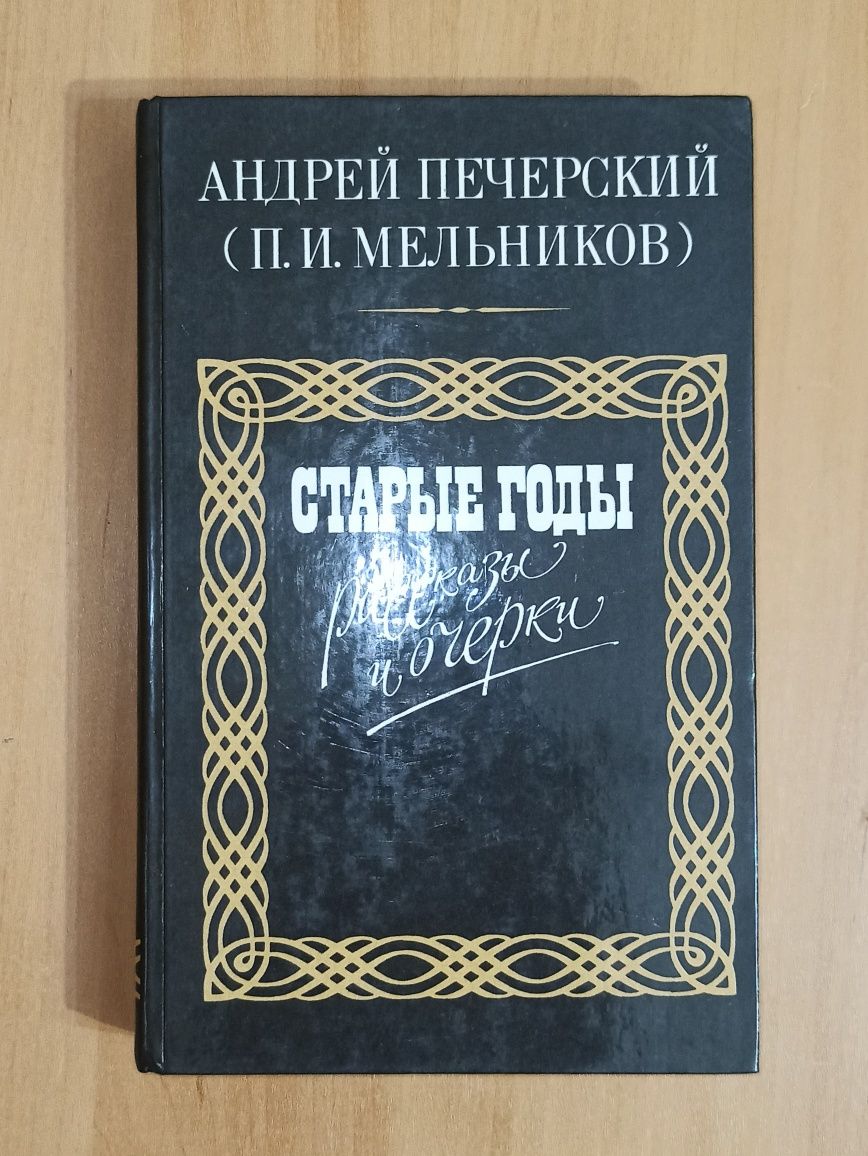 АНДРЕЙ ПЕЧЕРСКИЙ
(П.И. МЕЛЬНИКОВ)
СТАРЫЕ ГОДЫ
рассказы
и очерки